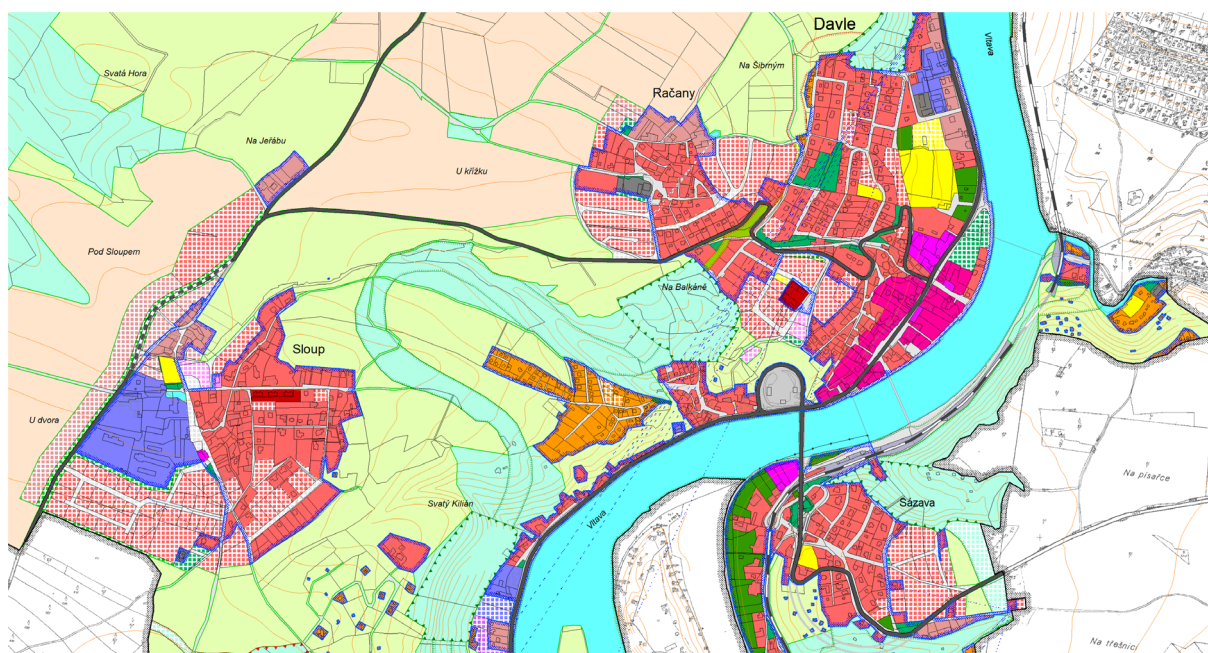 Davle
Vltava
Svatá Hora
Na Šibrným
Račany
Na Jeřábu
U křížku
Pod Sloupem
Na Balkáně
Sloup
U dvora
Na písařce
Svatý Kilián
Sázava
Vltava
Na třešnici